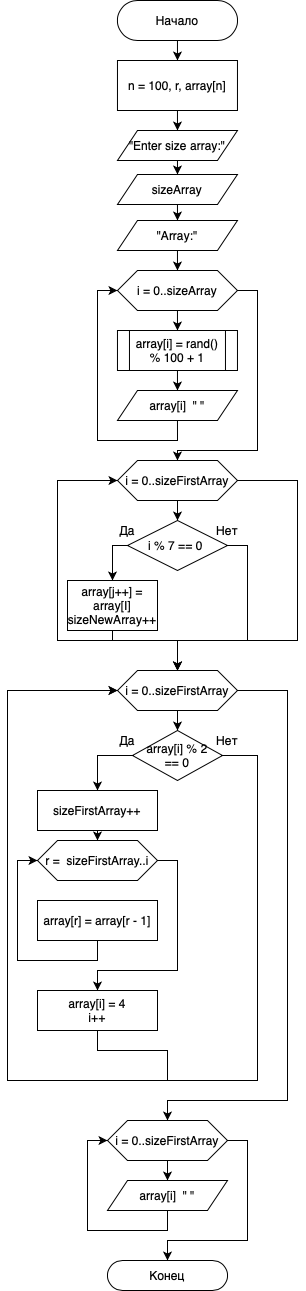 Начало
n = 100, r, array[n]
"Enter size array:"
sizeArray
"Array:"
i = 0..sizeArray
array[i] = rand()
% 100 + 1
array[i]  " "
i = 0..sizeFirstArray
Да
Нет
i % 7 == 0
array[j++] =
array[I]
sizeNewArray++
i = 0..sizeFirstArray
Да
Нет
array[i] % 2
== 0
sizeFirstArray++
r =  sizeFirstArray..i
array[r] = array[r - 1]
array[i] = 4
i++
i = 0..sizeFirstArray
array[i]  " "
Конец